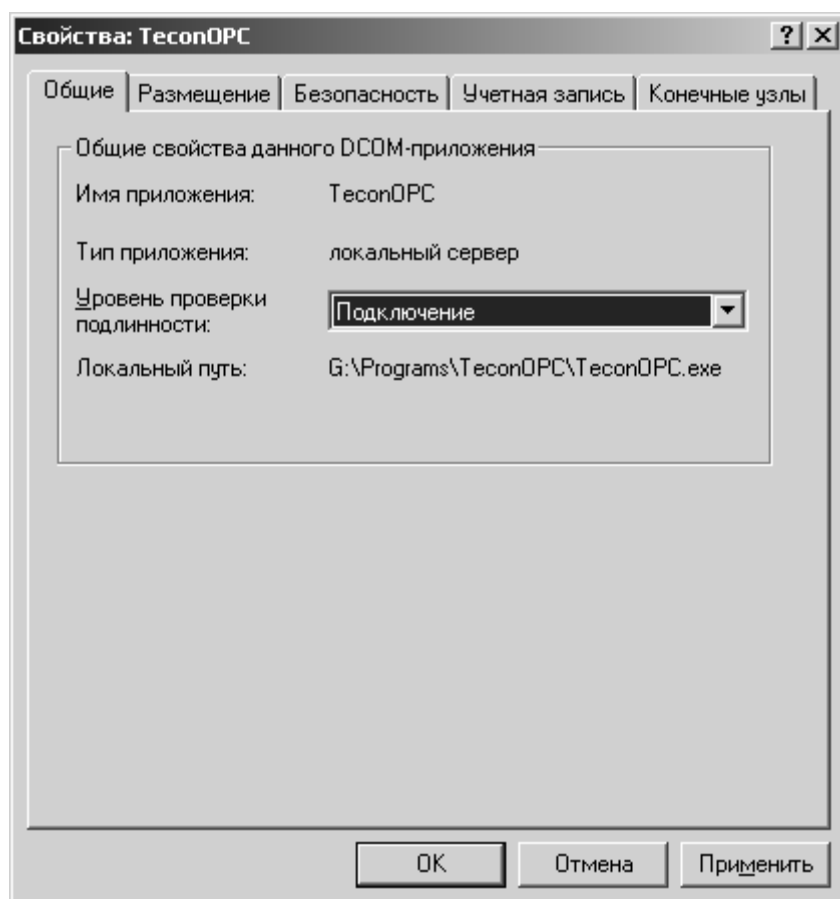 Свойства: TeconOPC
Общие Размещение Безопасность Учетная запись Конечные узлы
Общие свойства данного DCOM-приложения
Имя приложения: TeconOPC
Тип приложения: локальный сервер
Уровень проверки
подлинности: Подключение
Локальный путь: G:\Programs\TeconOPC\TeconOPC.exe
OK Отмена Применить